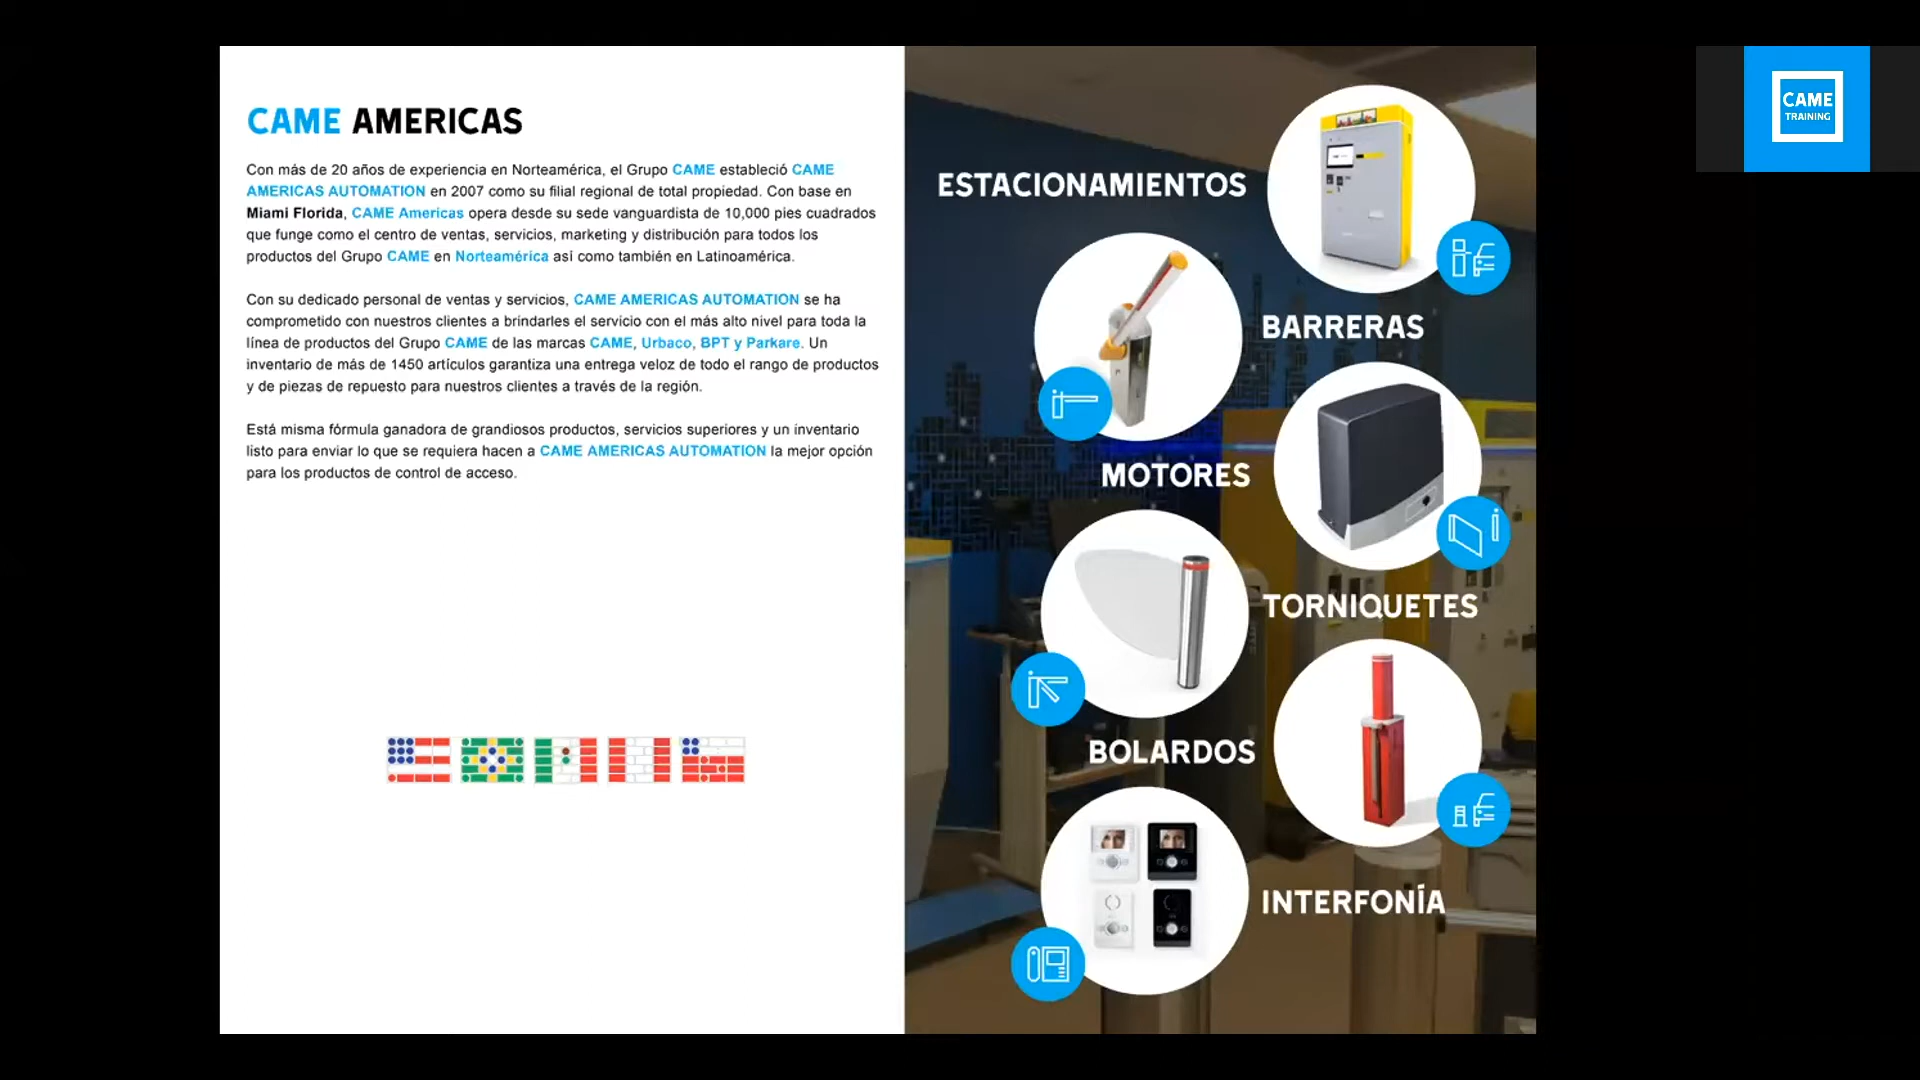 CAME AMERICAS
Con más de 20 años de experiencia en Norteamérica, el Grupo CAME estableció CAME
AMERICAS AUTOMATION en 2007 como su filial regional de total propiedad. Con base en
Miami Florida, CAME Americas opera desde su sede vanguardista de 10,000 pies cuadrados
que funge como el centro de ventas, servicios, marketing y distribución para todos los
productos del Grupo CAME en Norteamérica así como también en Latinoamérica.
Con su dedicado personal de ventas y servicios, CAME AMERICAS AUTOMATION se ha
comprometido con nuestros clientes a brindarles el servicio con el más alto nivel para toda la
línea de productos del Grupo CAME de las marcas CAME, Urbaco, BPT y Parkare. Un
inventario de más de 1450 artículos garantiza una entrega veloz de todo el rango de productos
y de piezas de repuesto para nuestros clientes a través de la región.
Está misma fórmula ganadora de grandiosos productos, servicios superiores y un inventario
listo para enviar lo que se requiera hacen a CAME AMERICAS AUTOMATION la mejor opción
para los productos de control de acceso.
ESTACIONAMIENTOS
BARRERAS
MOTORES
TORNIQUETES
BOLARDOS
INTERFONÍA
CAME
TRAINING